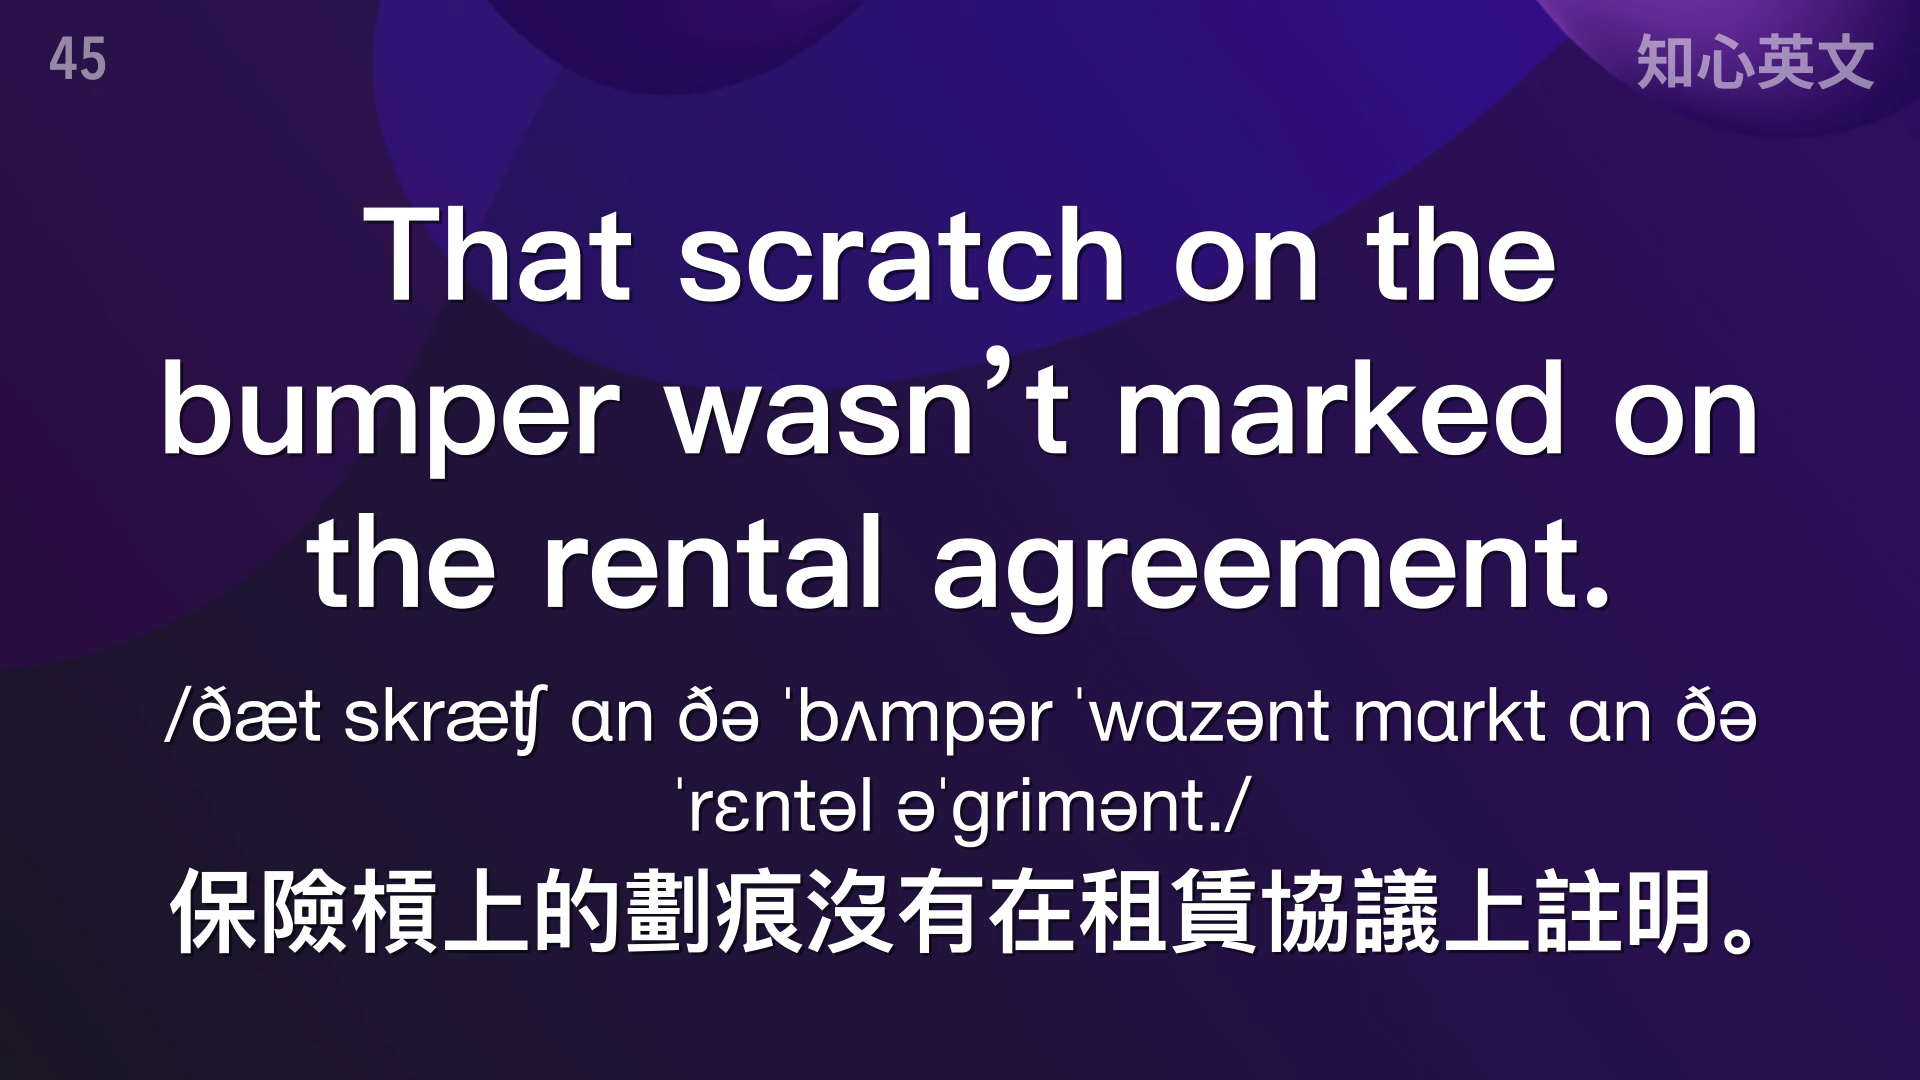 45
知心英文
That scratch on the
bumper wasn’t marked on
the rental agreement.
/ðæt skræʧ ɑn ðə ˈbʌmpər ˈwɑzənt mɑrkt ɑn ðə
ˈrɛntəl əˈgrimənt./
保險槓上的劃痕沒有在租賃協議上註明。